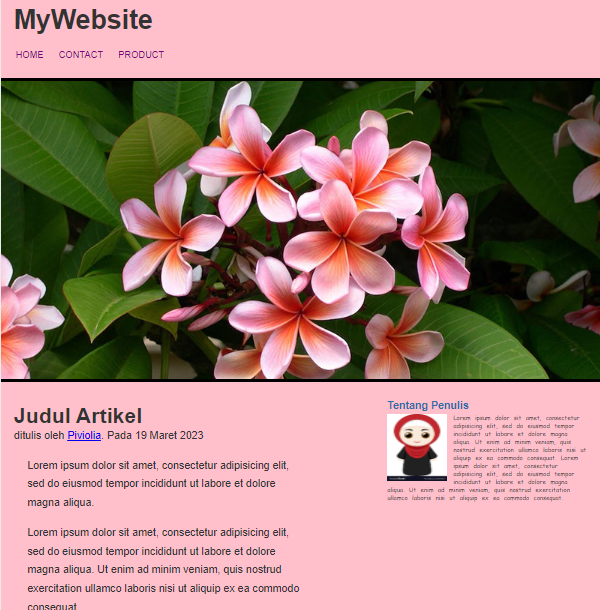 MyWebsite
HOME CONTACT PRODUCT
Judul Artikel
ditulis oleh Piviolia. Pada 19 Maret 2023
Lorem ipsum dolor sit amet, consectetur adipisicing elit,
sed do eiusmod tempor incididunt ut labore et dolore
magna aliqua.
Lorem ipsum dolor sit amet, consectetur adipisicing elit,
sed do eiusmod tempor incididunt ut labore et dolore
magna aliqua. Ut enim ad minim veniam, quis nostrud
exercitation ullamco laboris nisi ut aliquip ex ea commodo
consequat
Tentang Penulis
Lorem ipsum dolor sit amet, consectetur
adipisicing elit, sed do eiusmod tempor
incididunt ut labore et dolore magna
aliqua. Ut enim ad minim veniam, quis
nostrud exercitation ullamco laboris nisi ut
aliquip ex ea commodo consequat. Lorem
ipsum dolor sit amet, consectetur
adipisicing elit, sed do eiusmod tempor
incididunt ut labore et dolore magna
aliqua. Ut enim ad minim veniam, quis nostrud exercitation
ullamco laboris nisi ut aliquip ex ea commodo consequat.